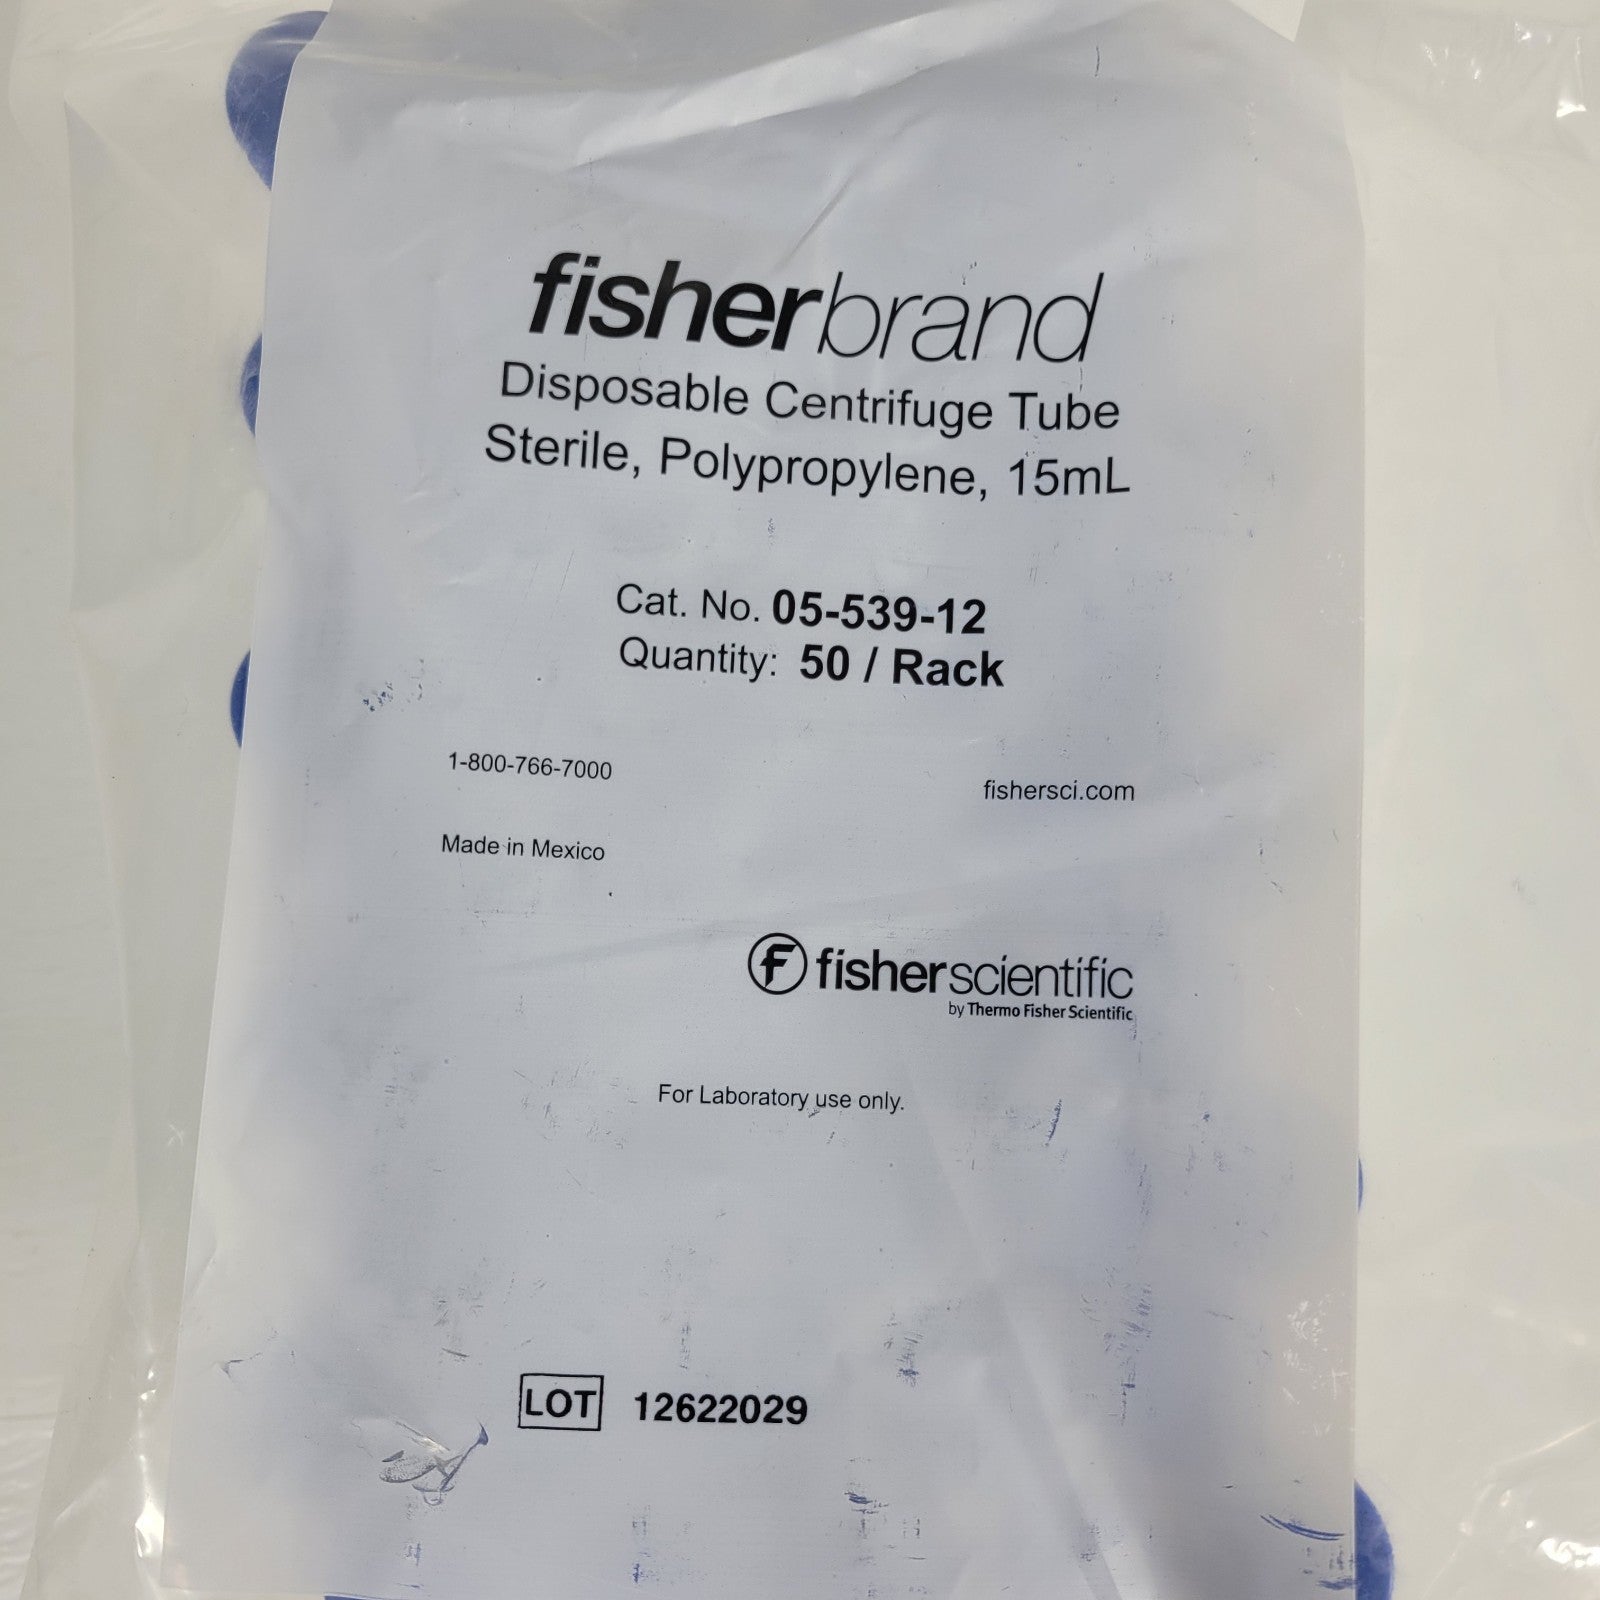 fisherbrand
Disposable Centrifuge Tube
Sterile, Polypropylene, 15mL
Cat. No. 05-539-12
Quantity: 50 / Rack
1-800-766-7000
fishersci.com
Made in Mexico
F fisherscientific
by Thermo Fisher Scientific
For Laboratory use only.
LOT 12622029